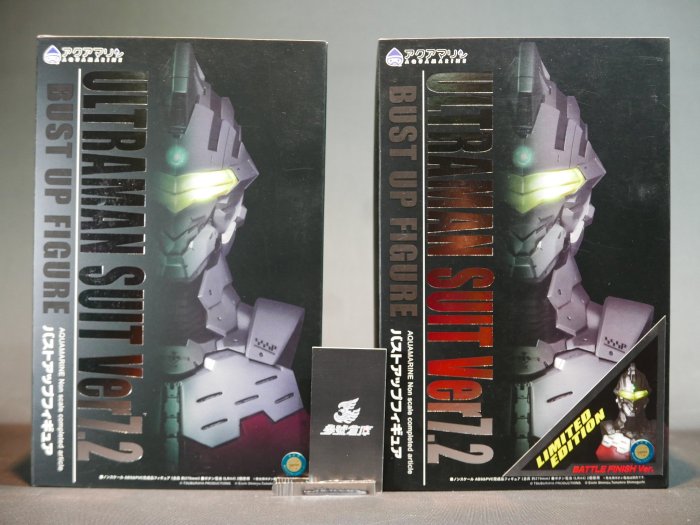 アクアマリン
AQUAMARINE
ULTRAMAN SUIT Ver7.2
BUST UP FIGURE
AQUAMARINE Non scale completed article
バストアップフィギュア
アクアマリン
AQUAMARINE
ULTRAMAN SUIT Ver7.2
BUST UP FIGURE
AQUAMARINE Non scale completed article
バストアップフィギュア
LIMITED
EDITION
BATTLE FINISH Ver.